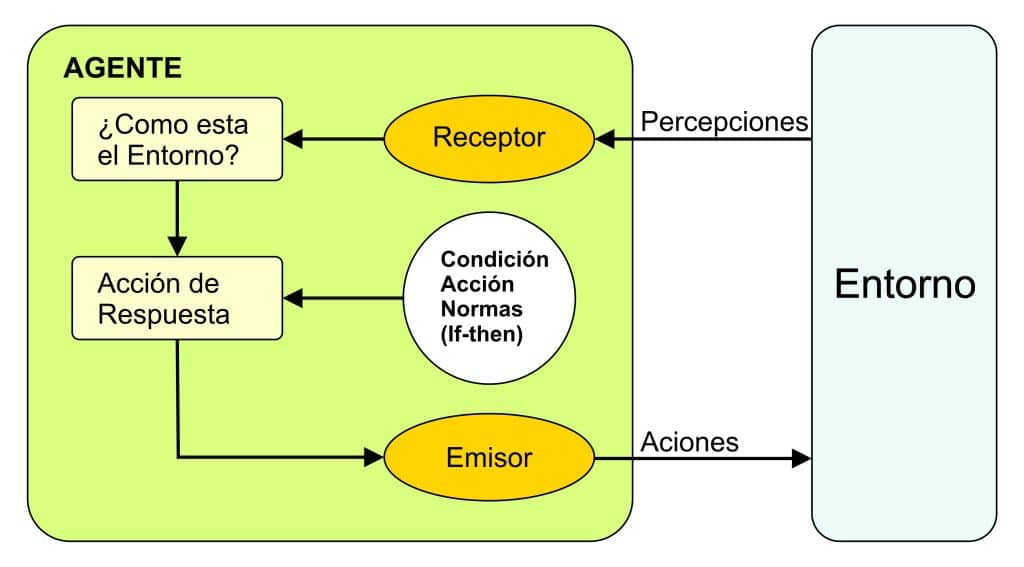 AGENTE
¿Como esta
el Entorno?
Receptor
Percepciones
Condición
Acción
Normas
(If-then)
Acción de
Respuesta
Entorno
Emisor
Aciones